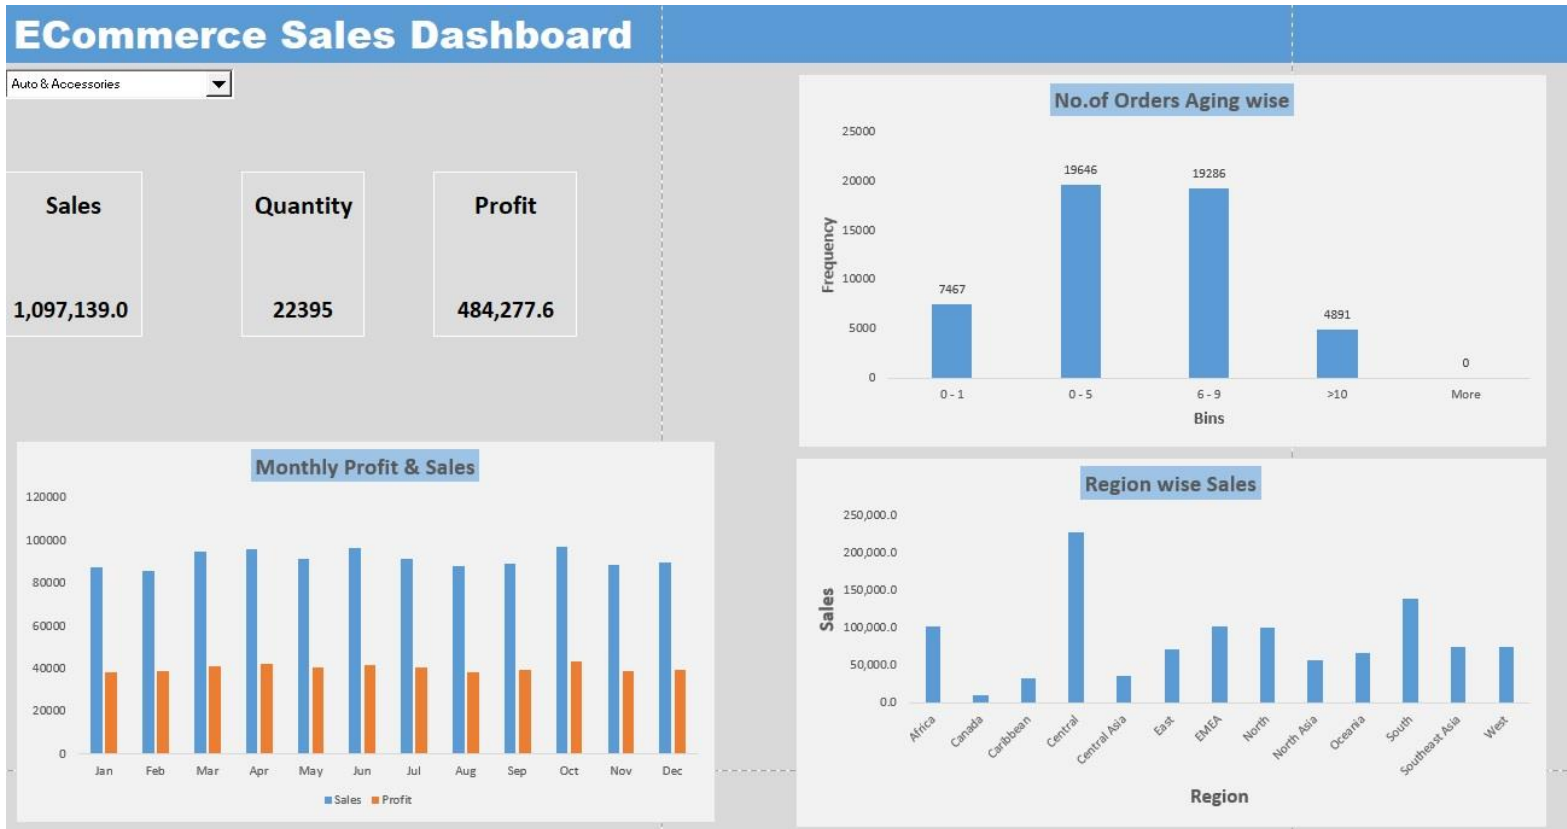 ECommerce Sales Dashboard
Auto & Accessories
Sales
1,097,139.0
Quantity
22395
Profit
484,277.6
No.of Orders Aging wise
Frequency
25000
20000
15000
10000
5000
0
7467
19646
19286
4891
0
0 - 1
0 - 5
6 - 9
>10
More
Bins
Monthly Profit & Sales
120000
100000
80000
60000
40000
20000
0
Jan
Feb
Mar
Apr
May
Jun
Jul
Aug
Sep
Oct
Nov
Dec
Sales
Profit
Region wise Sales
Sales
250,000.0
200,000.0
150,000.0
100,000.0
50,000.0
0.0
Africa
Canada
Caribbean
Central
Central Asia
East
EMEA
North
North Asia
Oceania
South
Southeast Asia
West
Region